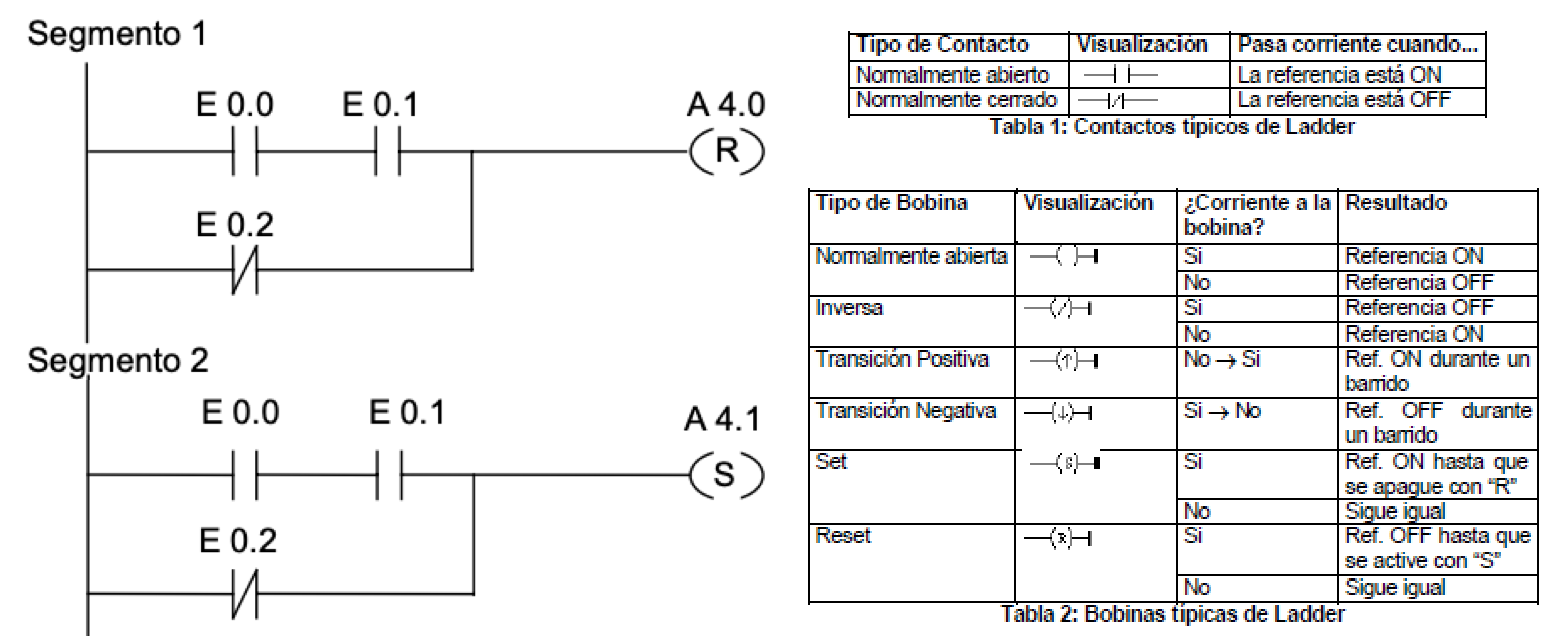 Segmento 1
E 0.0 E 0.1 A 4.0
R
E 0.2
Segmento 2
E 0.0 E 0.1 A 4.1
S
E 0.2
Tipo de Contacto Visualización Pasa corriente cuando...
Normalmente abierto La referencia está ON
Normalmente cerrado La referencia está OFF
Tabla 1: Contactos típicos de Ladder
Tipo de Bobina Visualización ¿Corriente a la Resultado
bobina?
Normalmente abierta Si Referencia ON
No Referencia OFF
Inversa Si Referencia OFF
No Referencia ON
Transición Positiva No → Si Ref. ON durante un
barrido
Transición Negativa Si → No Ref. OFF durante
un barrido
Set S Si Ref. ON hasta que
se apague con "R"
No Sigue igual
Reset R Si Ref. OFF hasta que
se active con "S"
No Sigue igual
Tabla 2: Bobinas típicas de Ladder